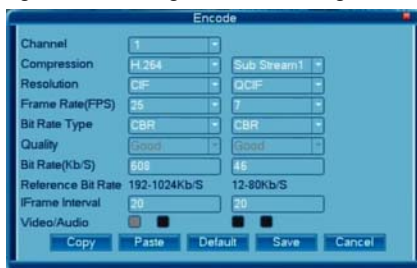 Encode
Channel 1
Compression H.264 Sub Stream1
Resolution CIF QCIF
Frame Rate(FPS) 25 7
Bit Rate Type CBR CBR
Quality Good Good
Bit Rate(Kb/S) 608 46
Reference Bit Rate 192-1024Kb/S 12-80Kb/S
IFrame Interval 20 20
Video/Audio
Copy Paste Default Save Cancel